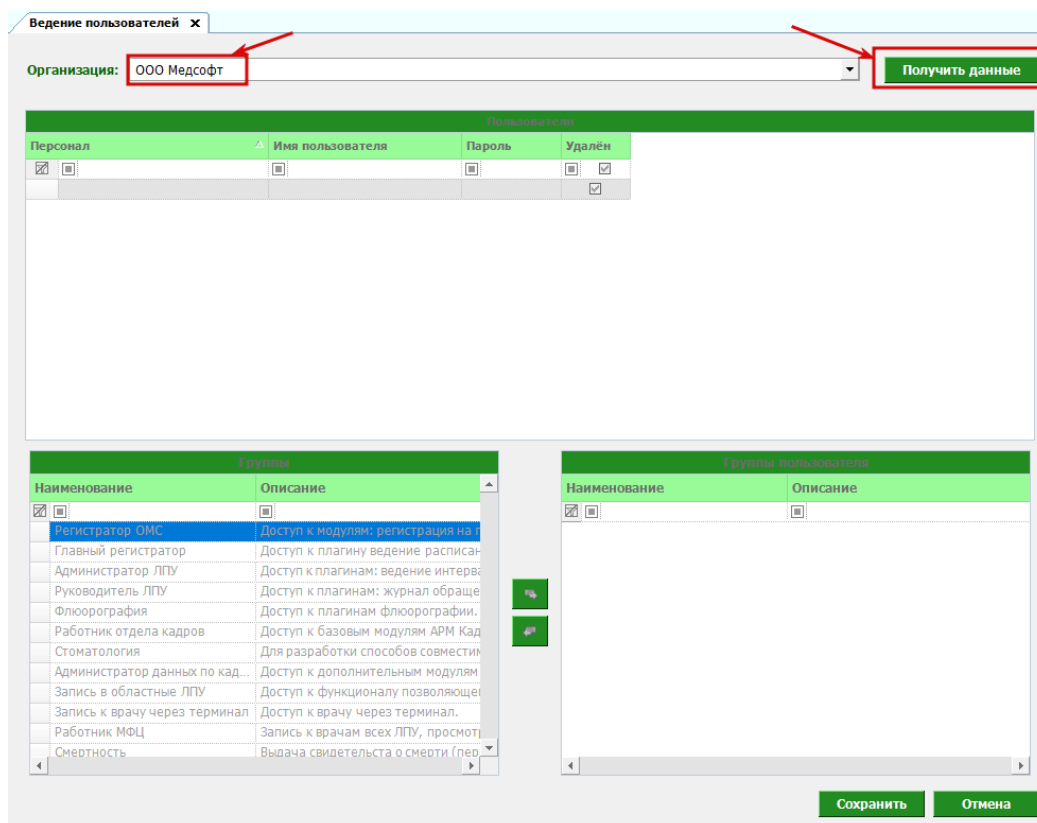 Ведение пользователей x
Организация: ООО Медсофт Получить данные
Пользователи
Персонал Имя пользователя Пароль Удалён
Группы
Наименование Описание
Регистратор ОМС Доступ к модулям: регистрация на
Главный регистратор Доступ к плагину ведение расписан
Администратор ЛПУ Доступ к плагинам: ведение интерва
Руководитель ЛПУ Доступ к плагинам: журнал обраще
Флюорография Доступ к плагинам флюорографии.
Работник отдела кадров Доступ к базовым модулям АРМ Кад
Стоматология Для разработки способов совместим
Администратор данных по кад... Доступ к дополнительным модулям
Запись в областные ЛПУ Доступ к функционалу позволяющем
Запись к врачу через терминал Доступ к врачу через терминал.
Работник МФЦ Запись к врачам всех ЛПУ, просмотр
Смертность Выдача свидетельста о смерти (пер
Группы пользователя
Наименование Описание
Сохранить Отмена